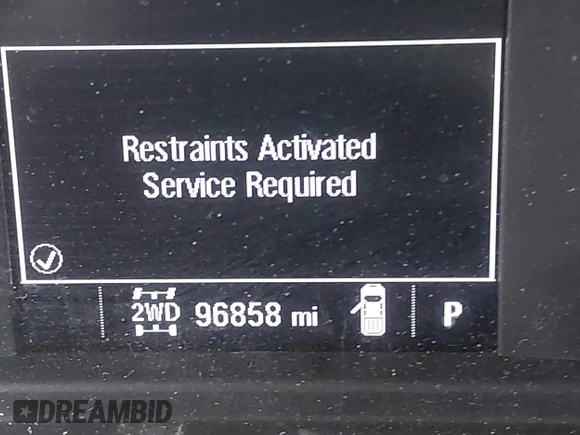 Restraints Activated
Service Required
2WD 96858 mi P
DREAMBID